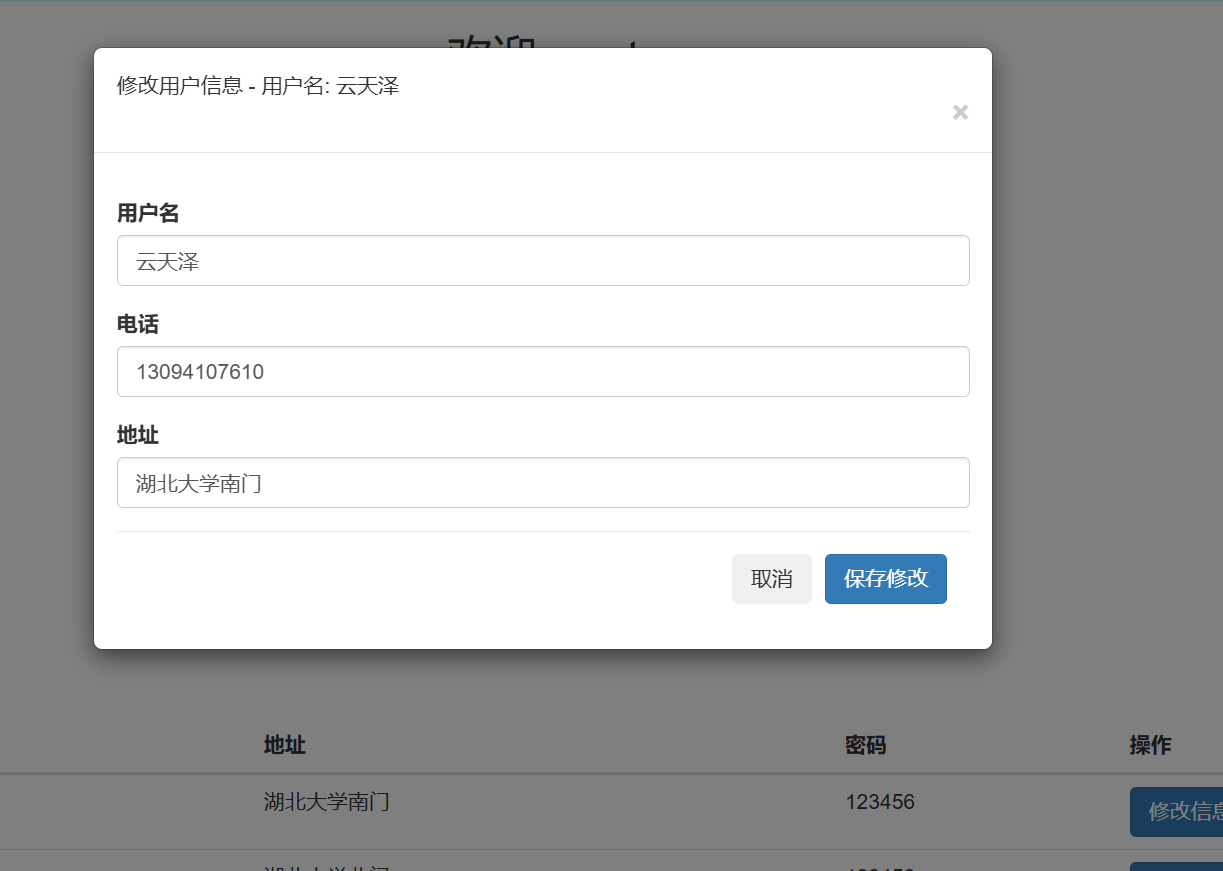 修改用户信息 - 用户名: 云天泽
×
用户名
云天泽
电话
13094107610
地址
湖北大学南门
取消 保存修改
地址 密码 操作
湖北大学南门 123456 修改信息